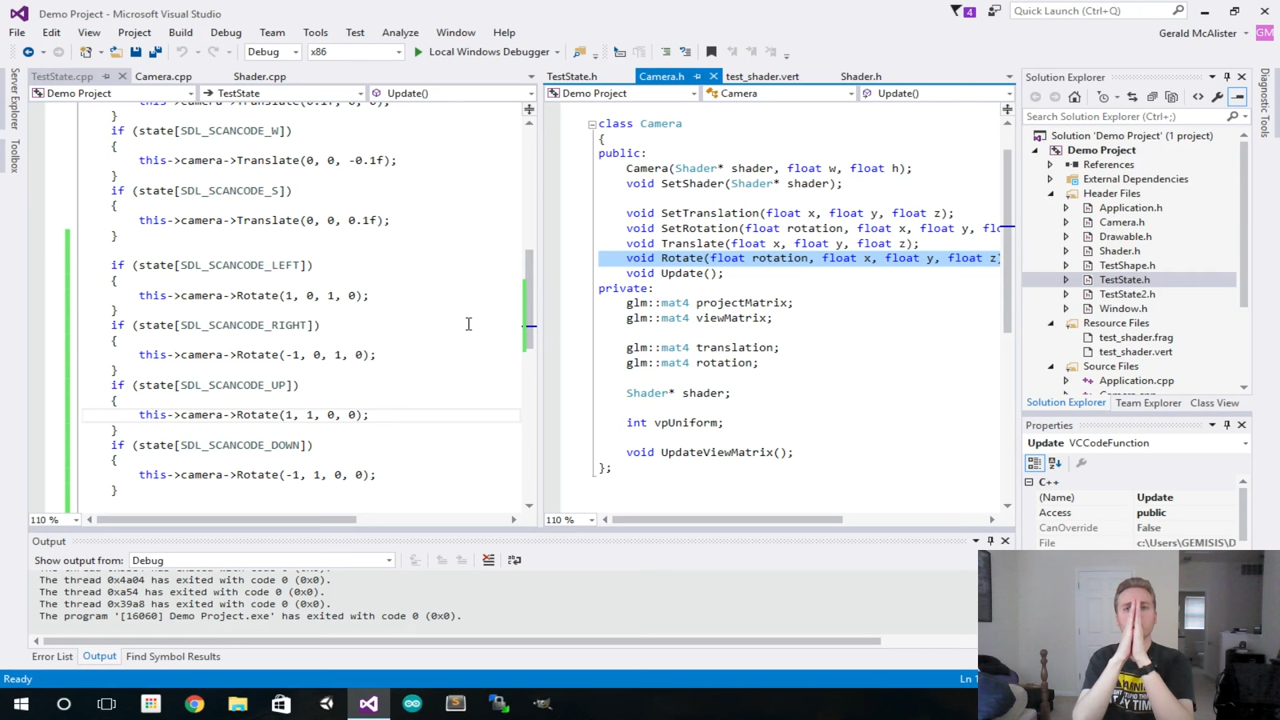 Demo Project - Microsoft Visual Studio
4
Quick Launch (Ctrl+Q)
File Edit View Project Build Debug Team Tools Test Analyze Window Help
Gerald McAlister GM
Debug x86 Local Windows Debugger
Server Explorer
Toolbox
TestState.cpp Camera.cpp Shader.cpp
Demo Project TestState Update()
this->camera->Translate(0.1f, 0, 0);
}
if (state[SDL_SCANCODE_W])
{
this->camera->Translate(0, 0, -0.1f);
}
if (state[SDL_SCANCODE_S])
{
this->camera->Translate(0, 0, 0.1f);
}
if (state[SDL_SCANCODE_LEFT])
{
this->camera->Rotate(1, 0, 1, 0);
}
if (state[SDL_SCANCODE_RIGHT])
{
this->camera->Rotate(-1, 0, 1, 0);
}
if (state[SDL_SCANCODE_UP])
{
this->camera->Rotate(1, 1, 0, 0);
}
if (state[SDL_SCANCODE_DOWN])
{
this->camera->Rotate(-1, 1, 0, 0);
}
110 %
TestState.h Camera.h test_shader.vert Shader.h
Demo Project Camera Update()
class Camera
{
public:
Camera(Shader* shader, float w, float h);
void SetShader(Shader* shader);
void SetTranslation(float x, float y, float z);
void SetRotation(float rotation, float x, float y, fl
void Translate(float x, float y, float z);
void Rotate(float rotation, float x, float y, float z)
void Update();
private:
glm::mat4 projectMatrix;
glm::mat4 viewMatrix;
glm::mat4 translation;
glm::mat4 rotation;
Shader* shader;
int vpUniform;
void UpdateViewMatrix();
};
110 %
Solution Explorer
Search Solution Explorer (Ctrl+;)
Solution 'Demo Project' (1 project)
Demo Project
References
External Dependencies
Header Files
Application.h
Camera.h
Drawable.h
Shader.h
TestShape.h
TestState.h
TestState2.h
Window.h
Resource Files
test_shader.frag
test_shader.vert
Source Files
Application.cpp
Solution Explorer Team Explorer Class View
Diagnostic Tools
Properties
Update VCCodeFunction
C++
(Name) Update
Access public
CanOverride False
File c:\Users\GEMISIS\D
Output
Show output from: Debug
The thread 0x4a04 has exited with code 0 (0x0).
The thread 0xa54 has exited with code 0 (0x0).
The thread 0x39a8 has exited with code 0 (0x0).
The program '[16060] Demo Project.exe' has exited with code 0 (0x0).
Error List Output Find Symbol Results
Ready